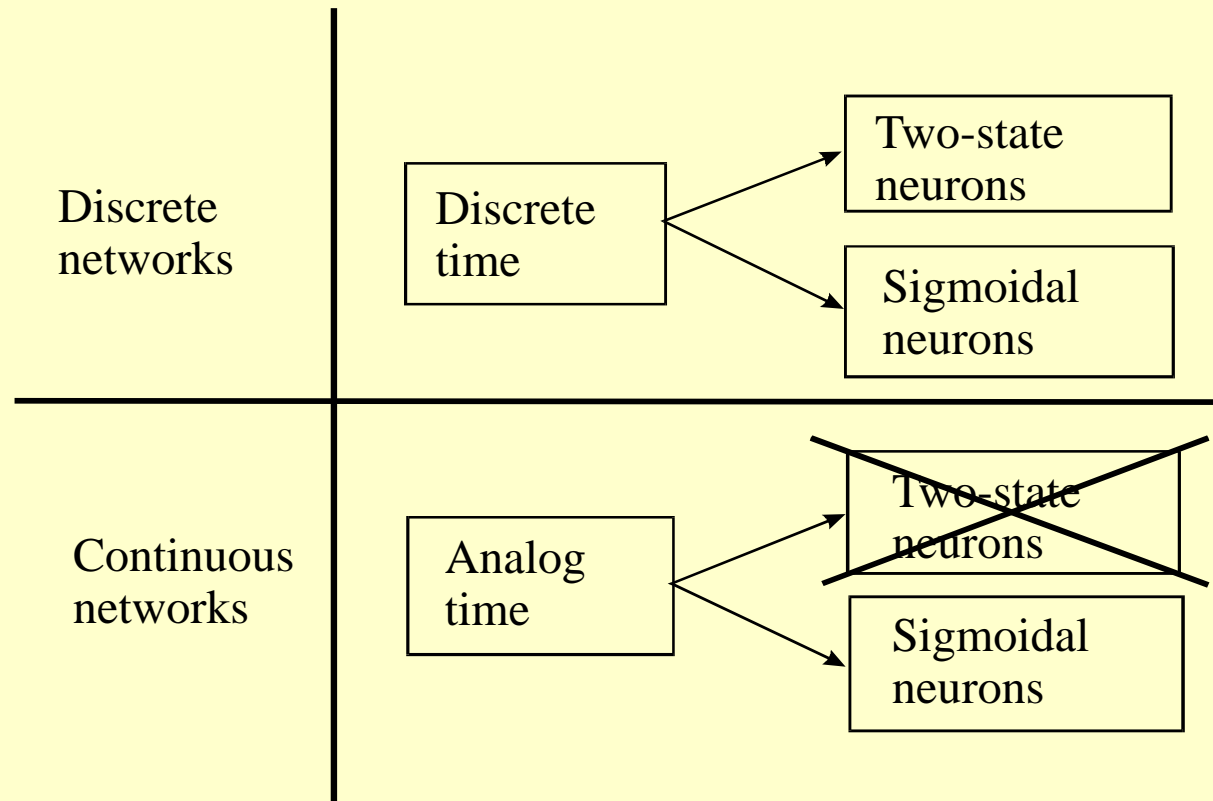 Discrete
networks
Discrete
time
Two-state
neurons
Sigmoidal
neurons
Continuous
networks
Analog
time
Two-state
neurons
Sigmoidal
neurons